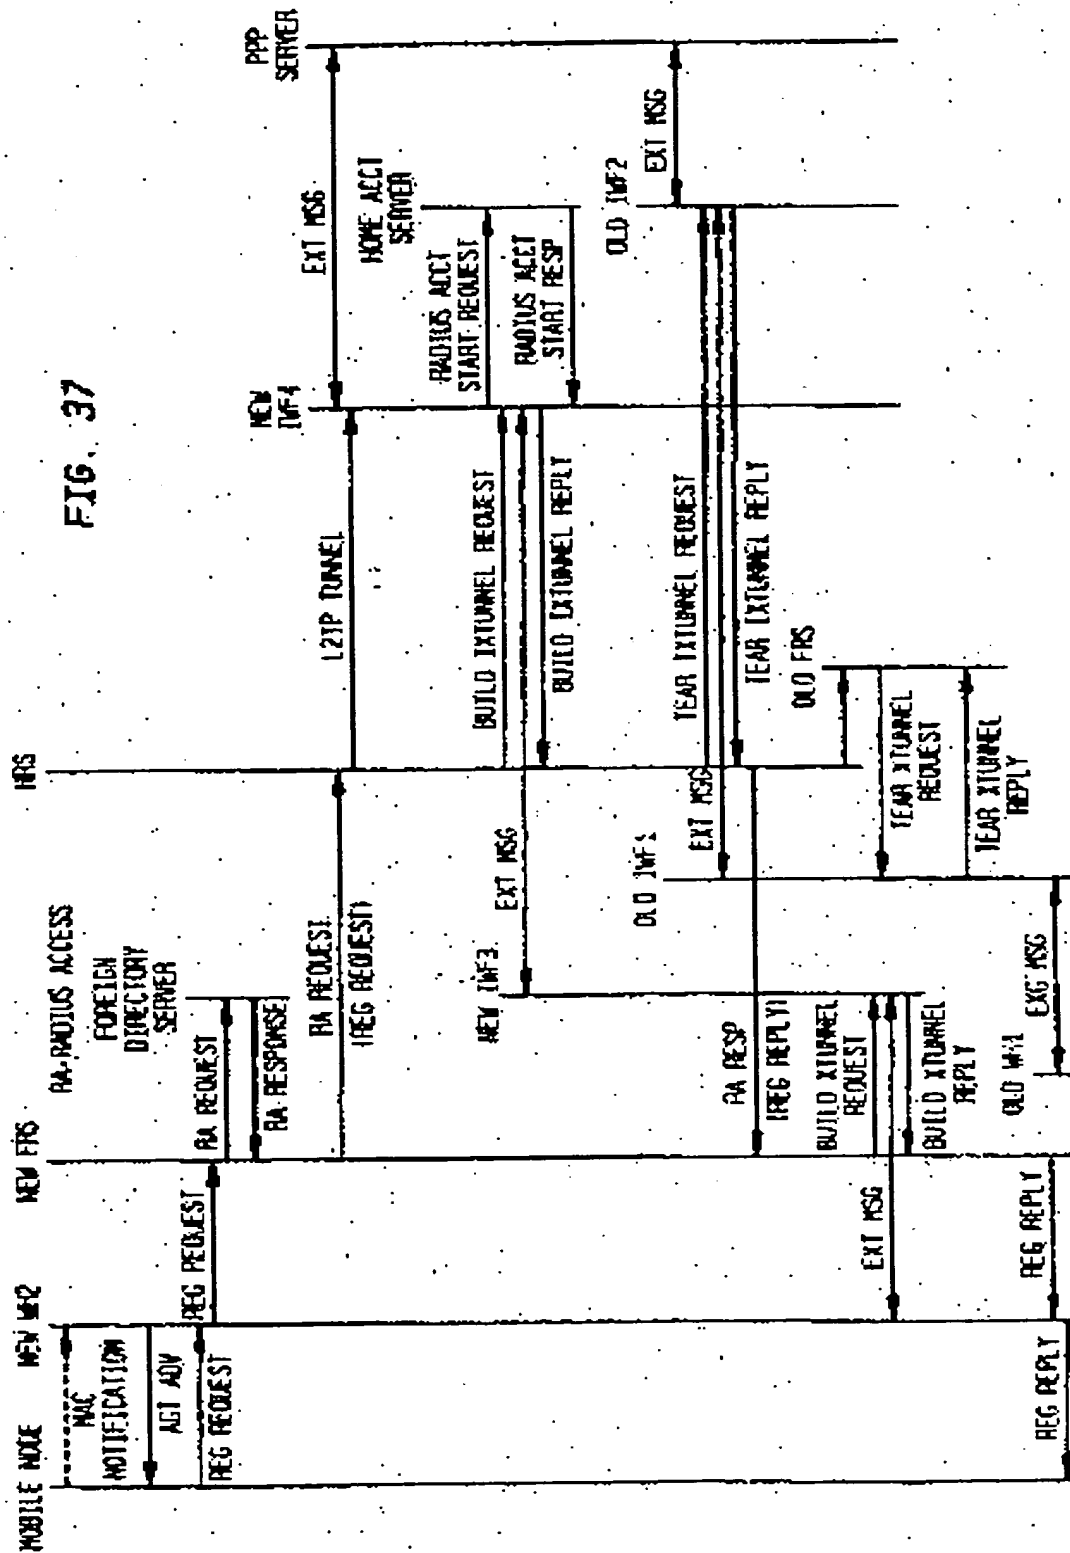 FIG. 37
MOBILE NODE
NEW WH2
NEW FRS
RA-RADIUS ACCESS
HRS
PPP
SERVER
MAC
NOTIFICATION
AGT ADV
REG REQUEST
REG REQUEST
FOREIGN
DIRECTORY
SERVER
RA REQUEST
RA RESPONSE)
RA REQUEST
(REG REQUEST)
L2TP TUNNEL
NEW
IWF4
EXT MSG
HOME ACCT
SERVER
RADIUS ACCT
START REQUEST
RADIUS ACCT
START RESP
BUILD IXTUNNEL REQUEST
EXT MSG
BUILD IXTUNNEL REPLY
NEW IWF3
OLD IWF2
EXT MSG
TEAR IXTUNNEL REQUEST
EXT MSG
TEAR IXTUNNEL REPLY
OLD IWF1
OLD FRS
RA RESP
(REG REPLY)
TEAR XTUNNEL
REQUEST
TEAR XTUNNEL
REPLY
BUILD XTUNNEL
REQUEST
EXT MSG
BUILD XTUNNEL
REPLY
OLD WH1
EXG MSG
REG REPLY
REG REPLY